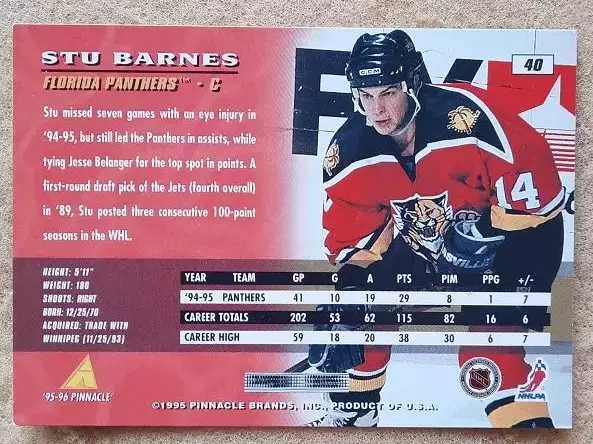 STU BARNES
FLORIDA PANTHERS™ · C
40
Stu missed seven games with an eye injury in
'94-95, but still led the Panthers in assists, while
tying Jesse Belanger for the top spot in points. A
first-round draft pick of the Jets (fourth overall)
in '89, Stu posted three consecutive 100-point
seasons in the WHL.
CCM
14
HEIGHT: 5'11"
WEIGHT: 180
SHOOTS: RIGHT
BORN: 12/25/70
ACQUIRED: TRADE WITH
WINNIPEG (11/25/93)
YEAR TEAM GP G A PTS PIM PPG +/-
'94-95 PANTHERS 41 10 19 29 8 1 7
CAREER TOTALS 202 53 62 115 82 16 6
CAREER HIGH 59 18 20 38 30 6 7
'95-96 PINNACLE
NHL
NHLPA
©1995 PINNACLE BRANDS, INC., PRODUCT OF U.S.A.